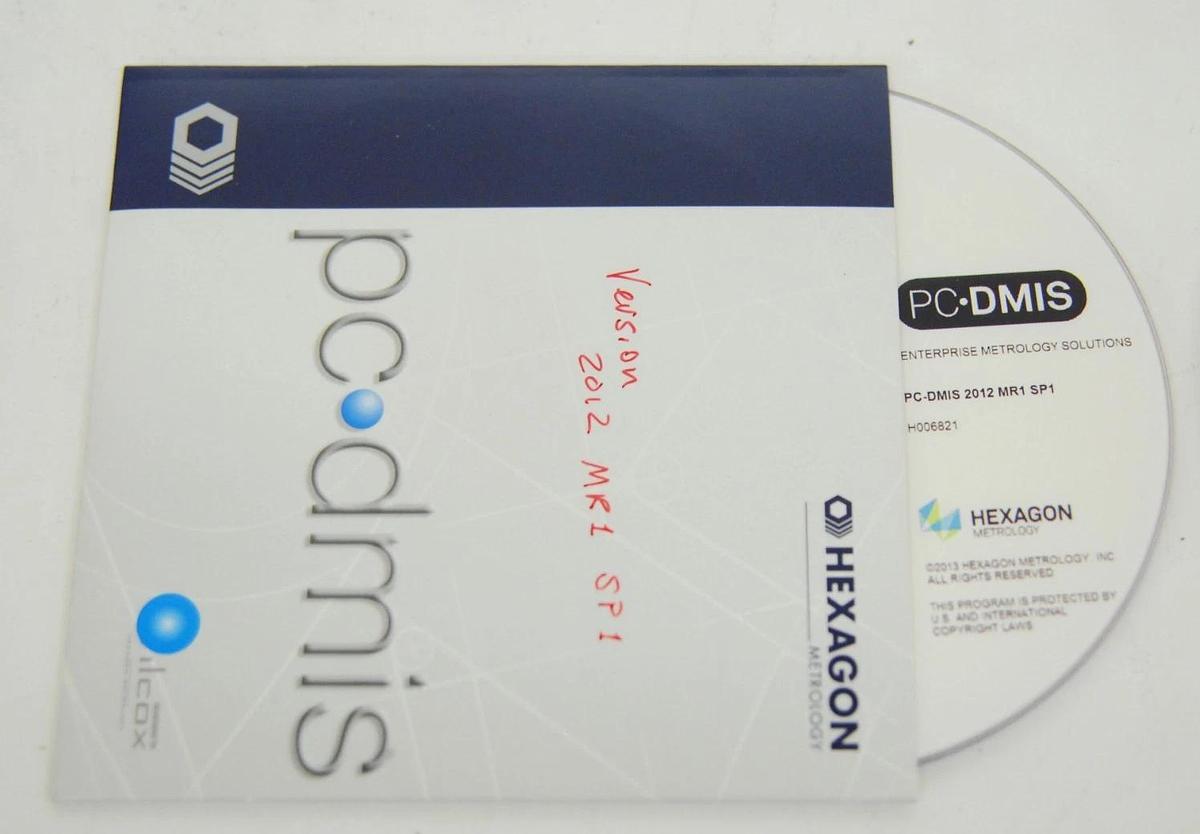 pc·dmis
Version
2012 MR1 SP1
HEXAGON
METROLOGY
ilcox
PC•DMIS
ENTERPRISE METROLOGY SOLUTIONS
PC-DMIS 2012 MR1 SP1
H006821
HEXAGON
METROLOGY
©2013 HEXAGON METROLOGY, INC
ALL RIGHTS RESERVED
THIS PROGRAM IS PROTECTED BY
U.S. AND INTERNATIONAL
COPYRIGHT LAWS